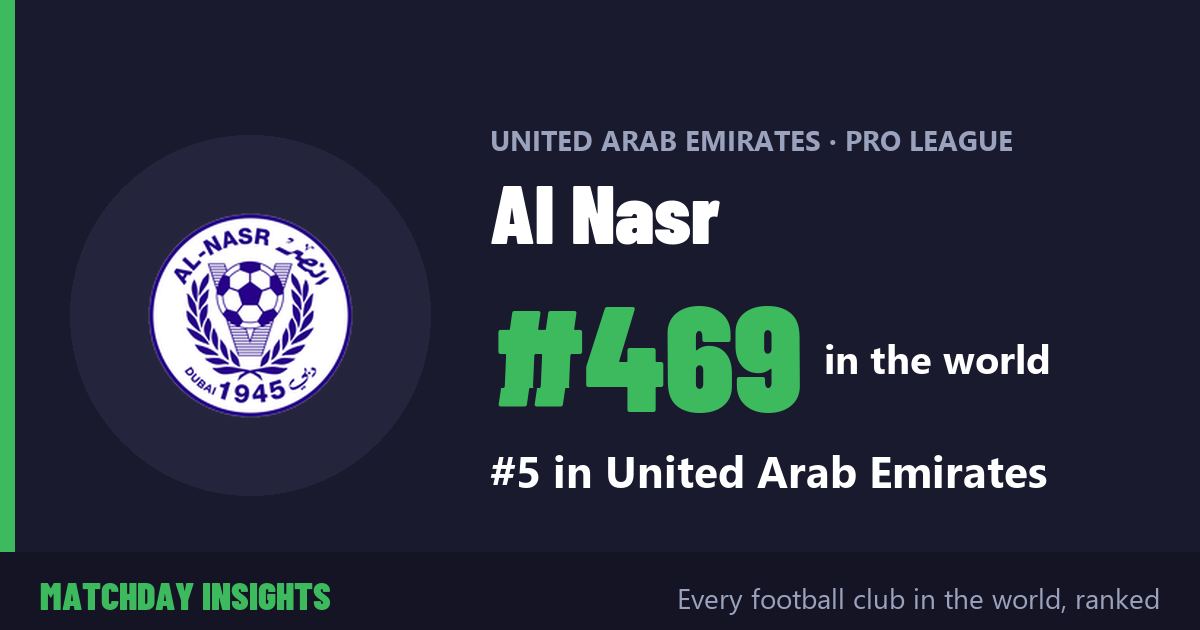 UNITED ARAB EMIRATES · PRO LEAGUE
Al Nasr
AL-NASR النصر
DUBAI 1945 دبي
#469 in the world
#5 in United Arab Emirates
MATCHDAY INSIGHTS
Every football club in the world, ranked